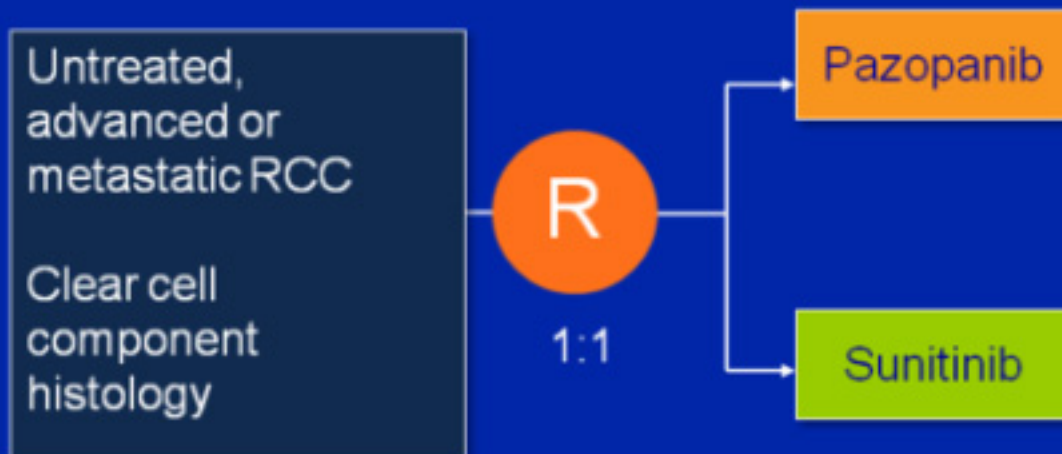 Untreated,
advanced or
metastatic RCC
Clear cell
component
histology
R
1:1
Pazopanib
Sunitinib